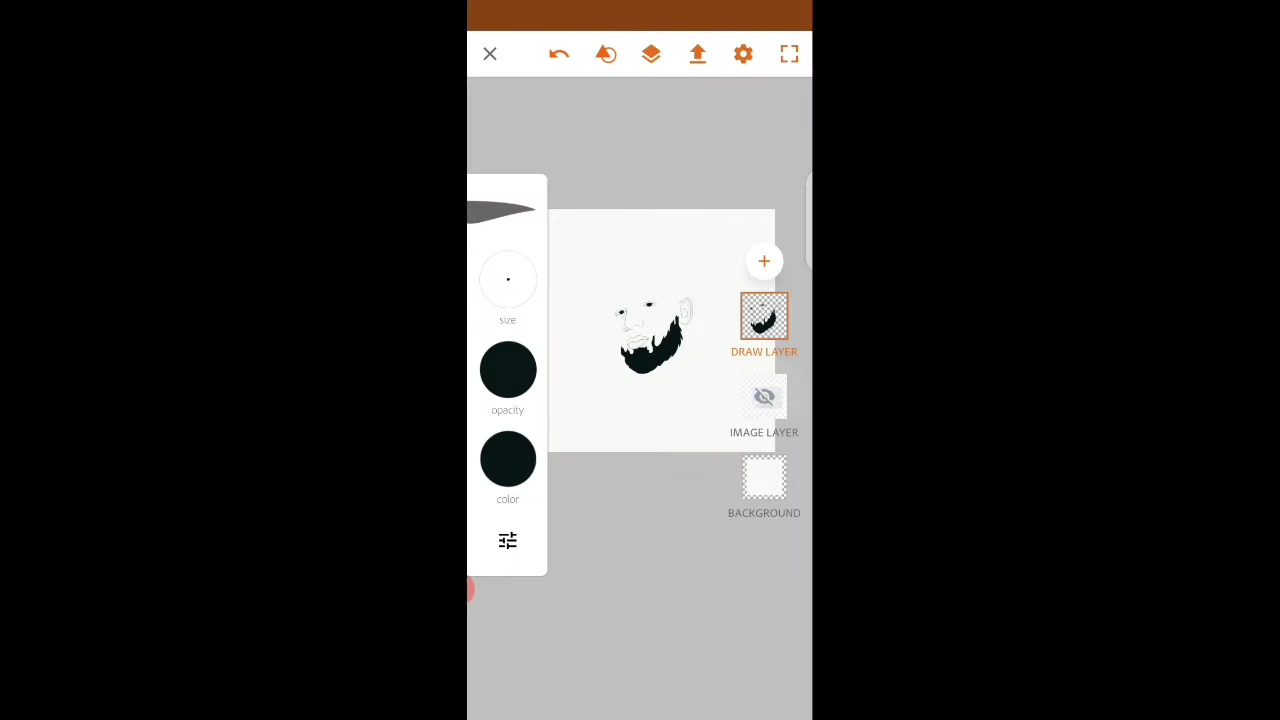 size
opacity
color
DRAW LAYER
IMAGE LAYER
BACKGROUND